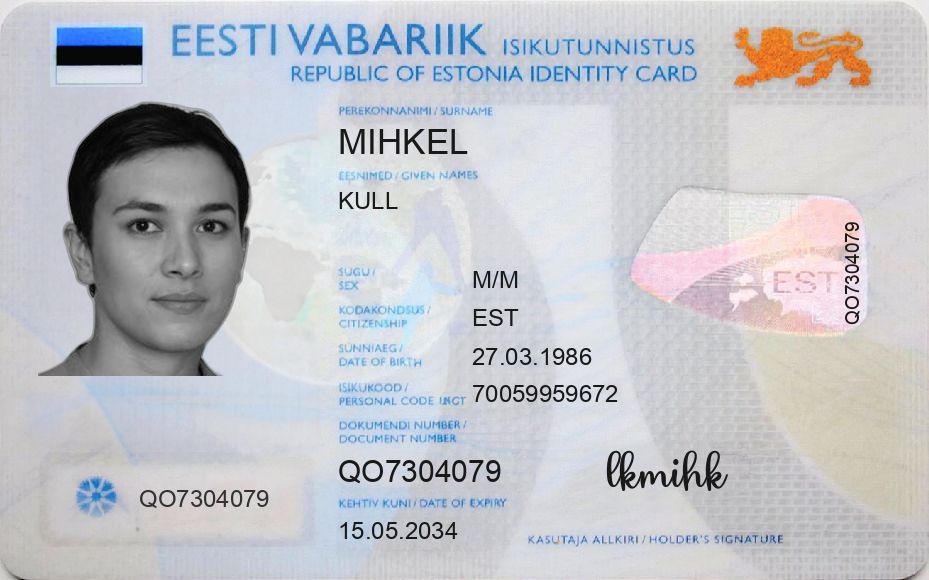 EESTI VABARIIK ISIKUTUNNISTUS
REPUBLIC OF ESTONIA IDENTITY CARD
PEREKONNANIMI / SURNAME
MIHKEL
EESNIMED / GIVEN NAMES
KULL
SUGU /
SEX
M/M
KODAKONDSUS /
CITIZENSHIP
EST
SÜNNIAEG /
DATE OF BIRTH
27.03.1986
ISIKUKOOD /
PERSONAL CODE
70059959672
DOKUMENDI NUMBER /
DOCUMENT NUMBER
QO7304079
KEHTIV KUNI / DATE OF EXPIRY
15.05.2034
QO7304079
EST
QO7304079
lkmihk
KASUTAJA ALLKIRI / HOLDER'S SIGNATURE